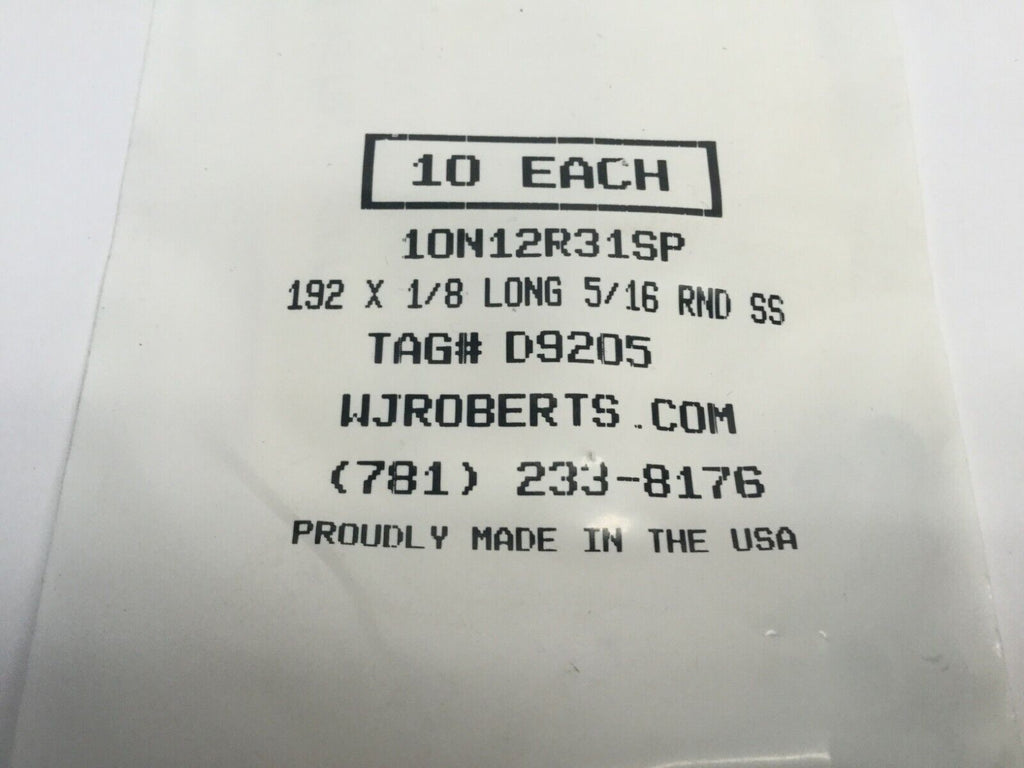 10 EACH
10N12R31SP
192 X 1/8 LONG 5/16 RND SS
TAG# D9205
WJROBERTS.COM
(781) 233-8176
PROUDLY MADE IN THE USA